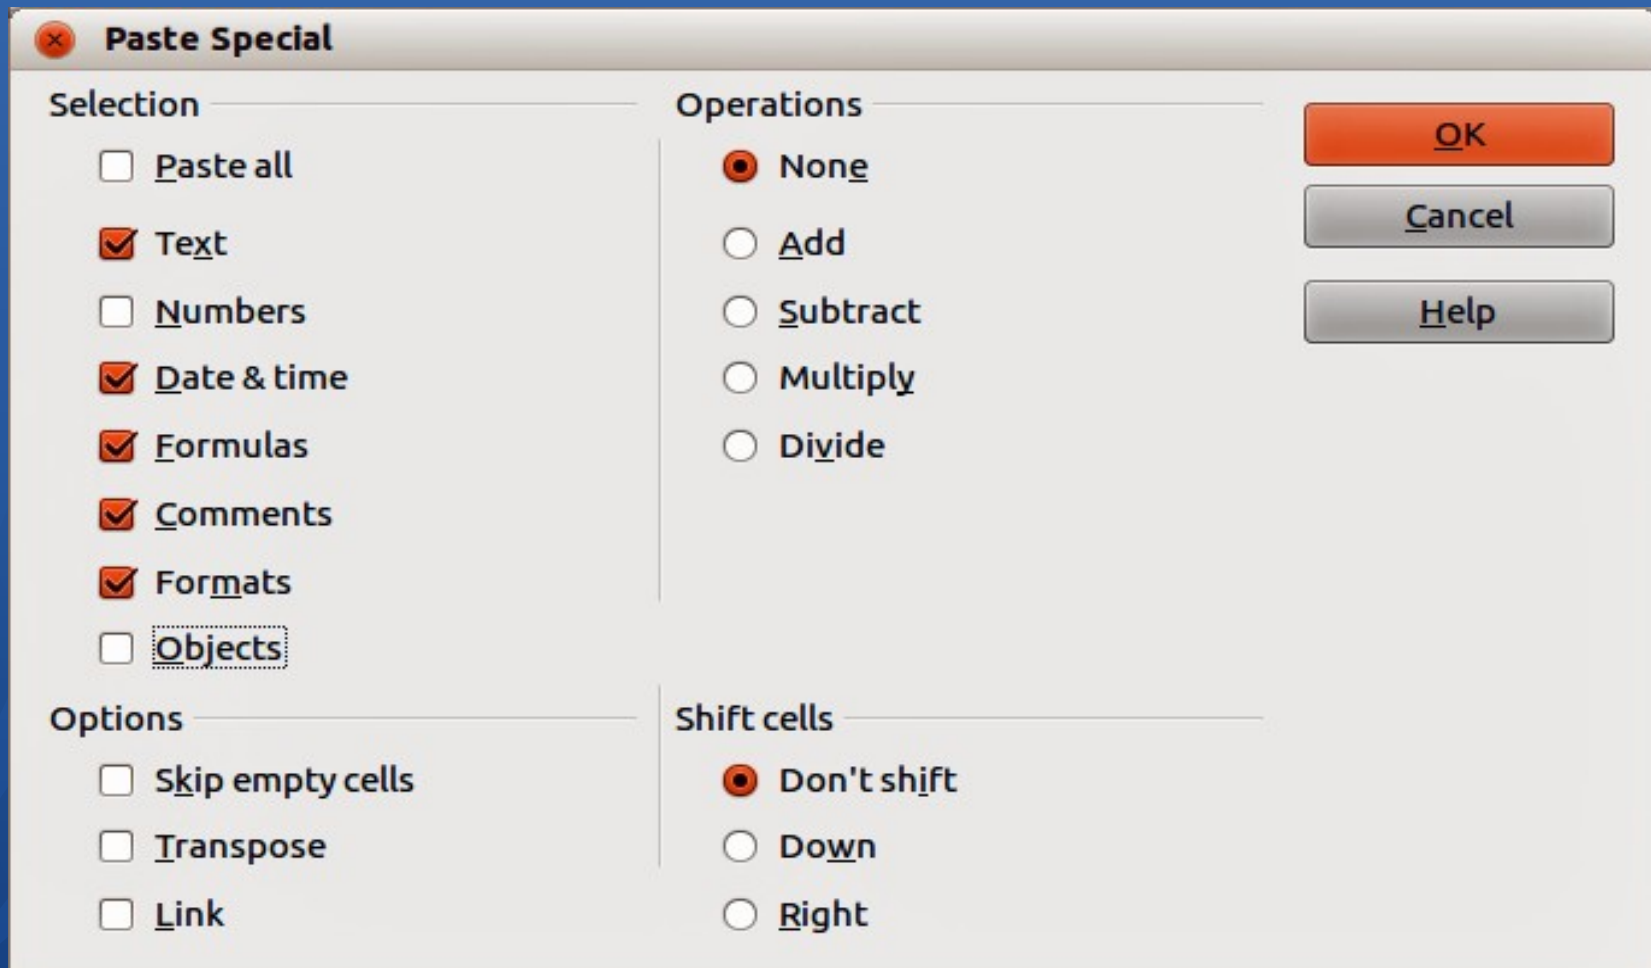 Paste Special
Selection
Paste all
Text
Numbers
Date & time
Formulas
Comments
Formats
Objects
Operations
None
Add
Subtract
Multiply
Divide
OK
Cancel
Help
Options
Skip empty cells
Transpose
Link
Shift cells
Don't shift
Down
Right